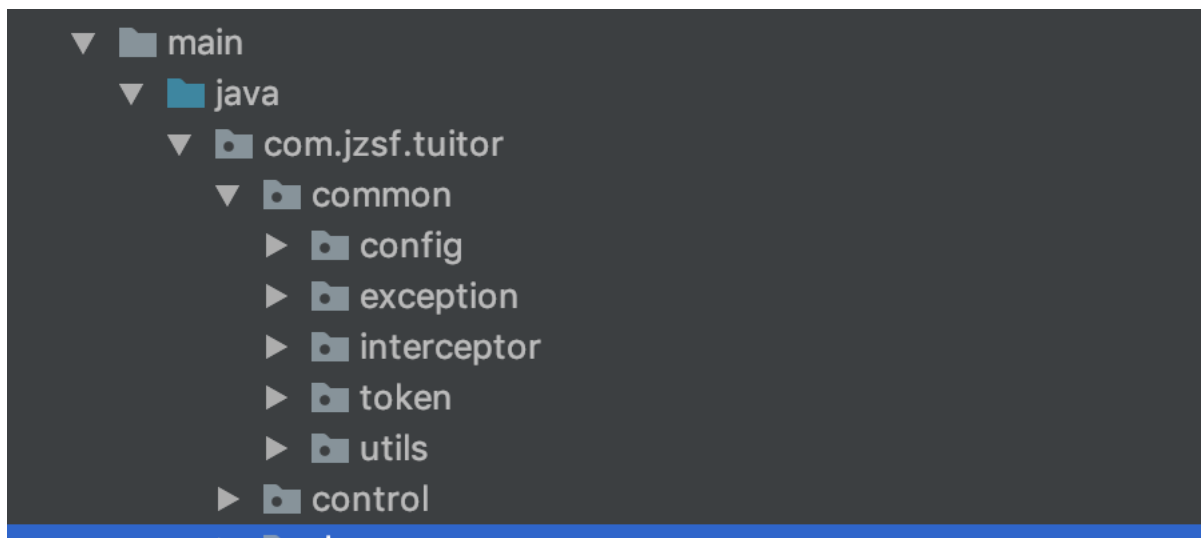 main
java
com.jzsf.tuitor
common
config
exception
interceptor
token
utils
control